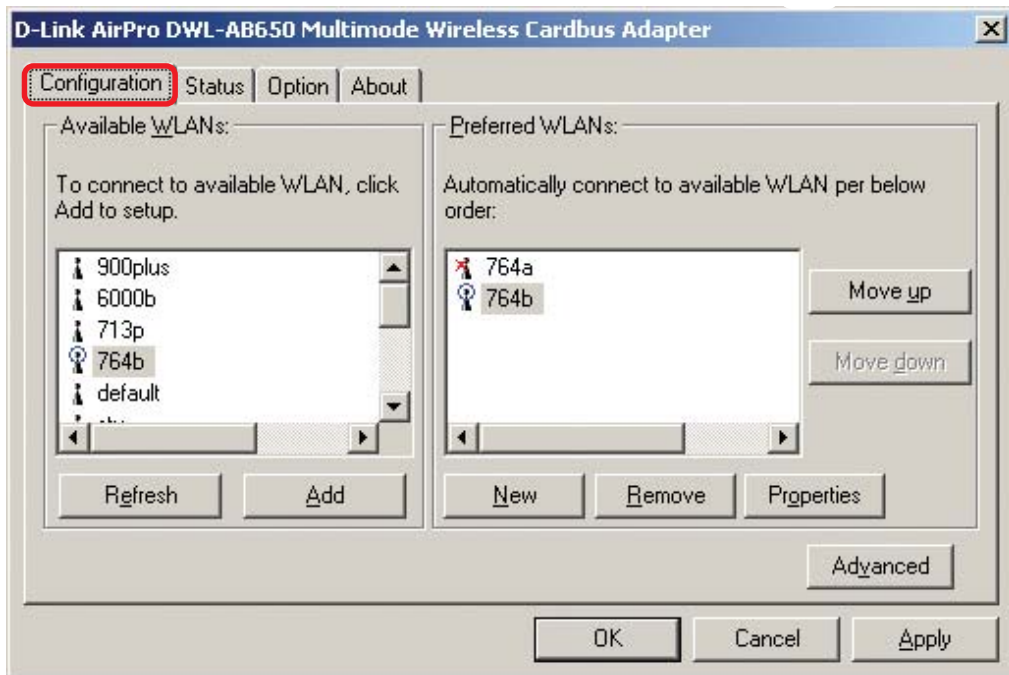 D-Link AirPro DWL-AB650 Multimode Wireless Cardbus Adapter
Configuration Status Option About
Available WLANs:
To connect to available WLAN, click
Add to setup.
900plus
6000b
713p
764b
default
Refresh Add
Preferred WLANs:
Automatically connect to available WLAN per below
order:
764a
764b
Move up
Move down
New Remove Properties
Advanced
OK Cancel Apply